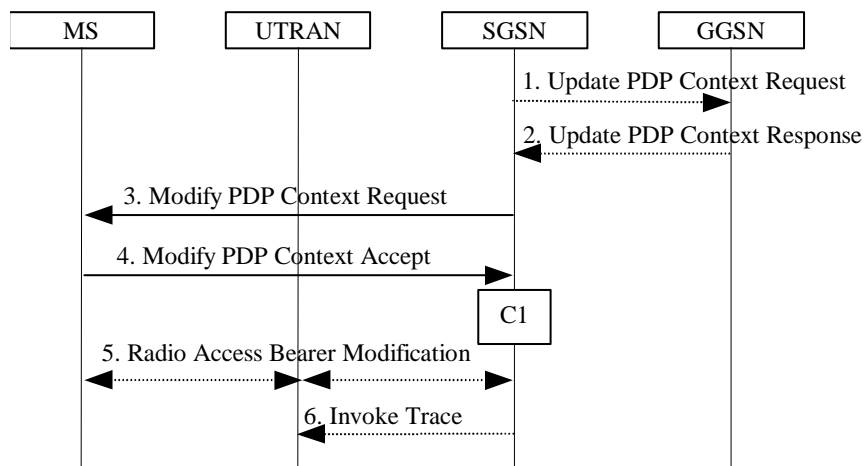 MS
UTRAN
SGSN
GGSN
1. Update PDP Context Request
2. Update PDP Context Response
3. Modify PDP Context Request
4. Modify PDP Context Accept
C1
5. Radio Access Bearer Modification
6. Invoke Trace